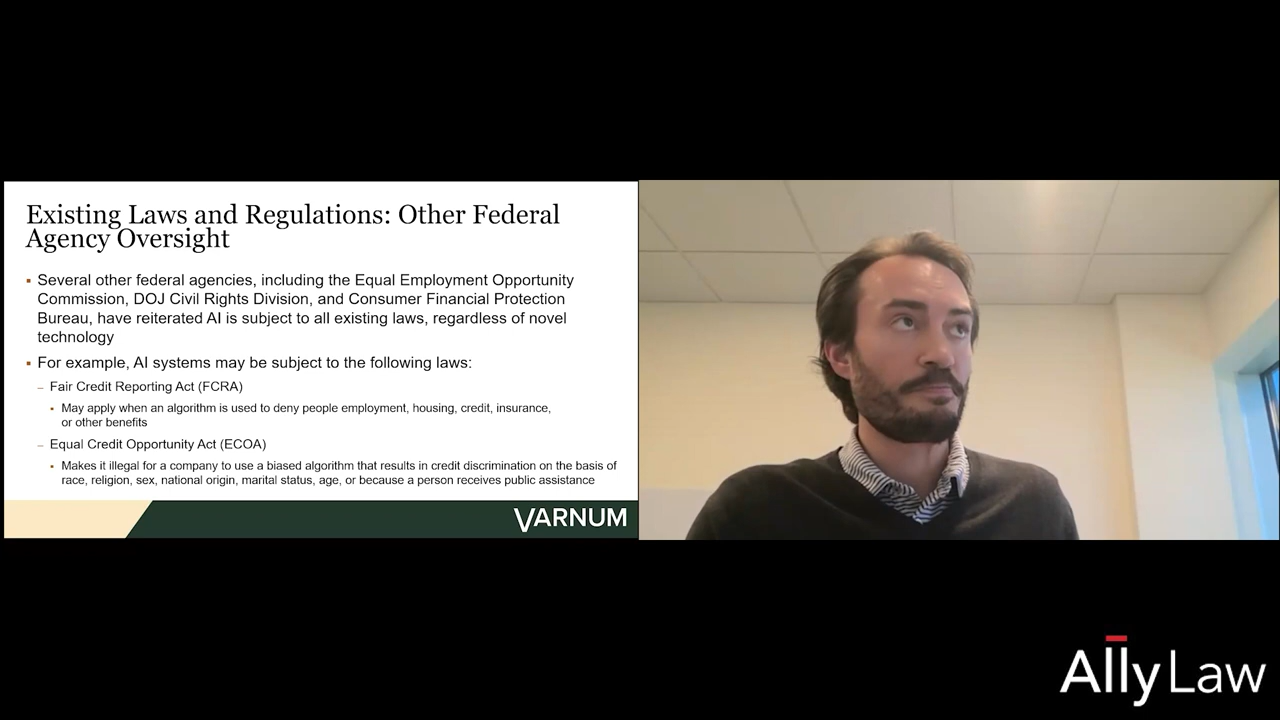 Existing Laws and Regulations: Other Federal
Agency Oversight
▪ Several other federal agencies, including the Equal Employment Opportunity
Commission, DOJ Civil Rights Division, and Consumer Financial Protection
Bureau, have reiterated AI is subject to all existing laws, regardless of novel
technology
▪ For example, AI systems may be subject to the following laws:
– Fair Credit Reporting Act (FCRA)
▪ May apply when an algorithm is used to deny people employment, housing, credit, insurance,
or other benefits
– Equal Credit Opportunity Act (ECOA)
▪ Makes it illegal for a company to use a biased algorithm that results in credit discrimination on the basis of
race, religion, sex, national origin, marital status, age, or because a person receives public assistance
VARNUM
Ally Law